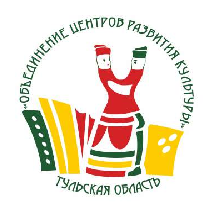 «ОБЪЕДИНЕНИЕ ЦЕНТРОВ РАЗВИТИЯ КУЛЬТУРЫ»
ТУЛЬСКАЯ ОБЛАСТЬ